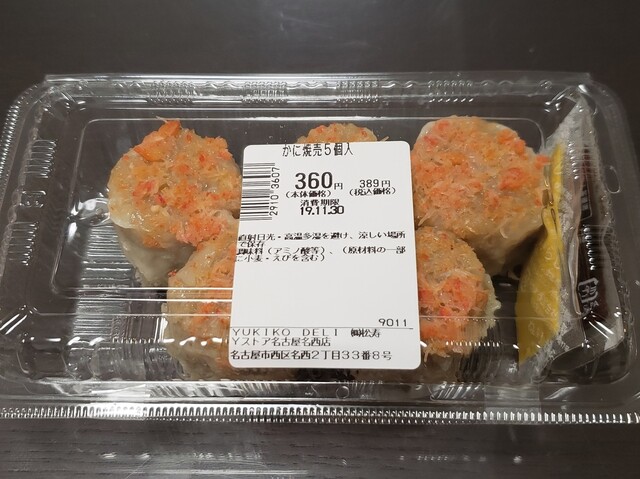 かに焼売5個入
2910 3607
360円 389円
(本体価格) (税込価格)
消費期限
19.11.30
直射日光・高温多湿を避け、涼しい場所
で保存
調味料(アミノ酸等)、(原材料の一部
に小麦・えびを含む)
9011
YUKIKO DELI ㈱松寿
Yストア名古屋名西店
名古屋市西区名西2丁目33番8号